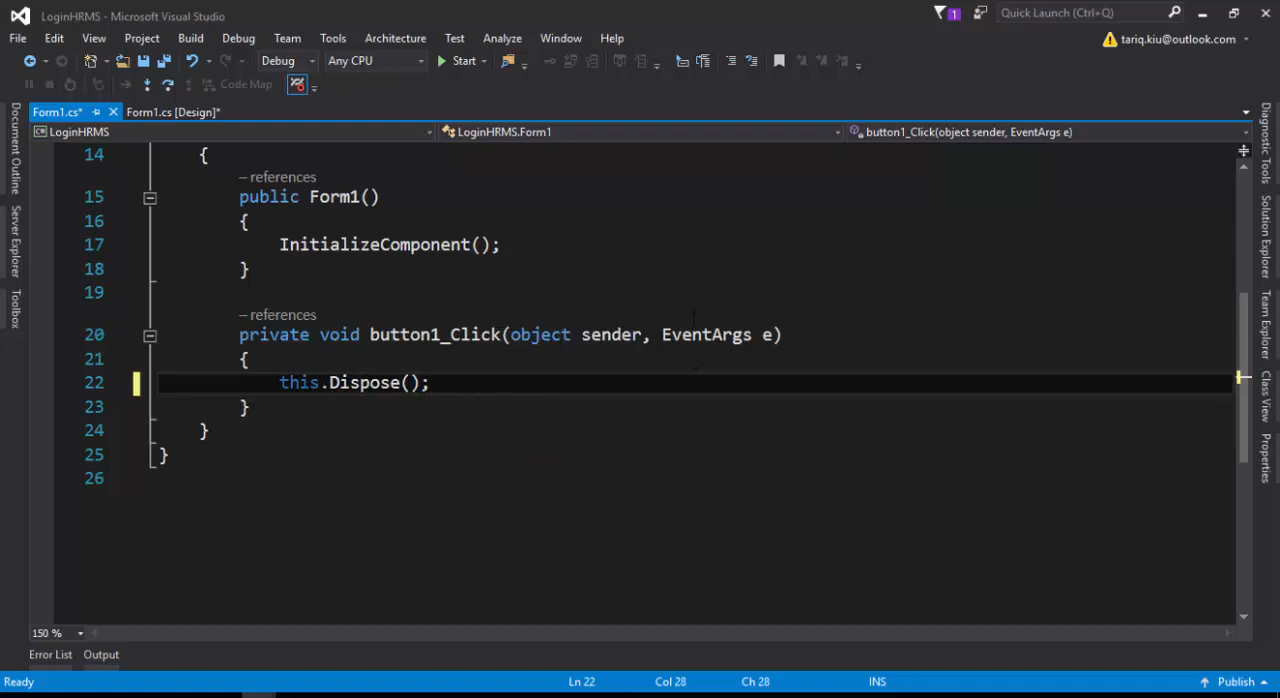 LoginHRMS - Microsoft Visual Studio
1
Quick Launch (Ctrl+Q)
File Edit View Project Build Debug Team Tools Architecture Test Analyze Window Help
tariq.kiu@outlook.com
Debug Any CPU Start
Code Map
Form1.cs* Form1.cs [Design]*
LoginHRMS LoginHRMS.Form1 button1_Click(object sender, EventArgs e)
14 {
– references
15 public Form1()
16 {
17 InitializeComponent();
18 }
19
– references
20 private void button1_Click(object sender, EventArgs e)
21 {
22 this.Dispose();
23 }
24 }
25 }
26
150 %
Error List Output
Ready Ln 22 Col 28 Ch 28 INS Publish
Document Outline
Server Explorer
Toolbox
Diagnostic Tools
Solution Explorer
Team Explorer
Class View
Properties